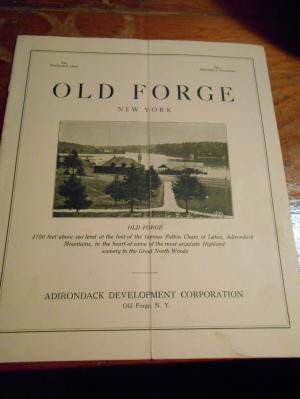 The
OLD FORGE
NEW YORK
OLD FORGE
1750 feet above sea level at the foot of the famous Fulton Chain of Lakes, Adirondack
Mountains, in the heart of some of the most exquisite Highland
scenery in the Great North Woods
ADIRONDACK DEVELOPMENT CORPORATION
Old Forge, N. Y.